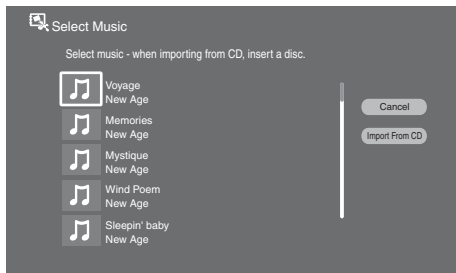 Select Music
Select music - when importing from CD, insert a disc.
Voyage
New Age
Memories
New Age
Mystique
New Age
Wind Poem
New Age
Sleepin' baby
New Age
Cancel
Import From CD